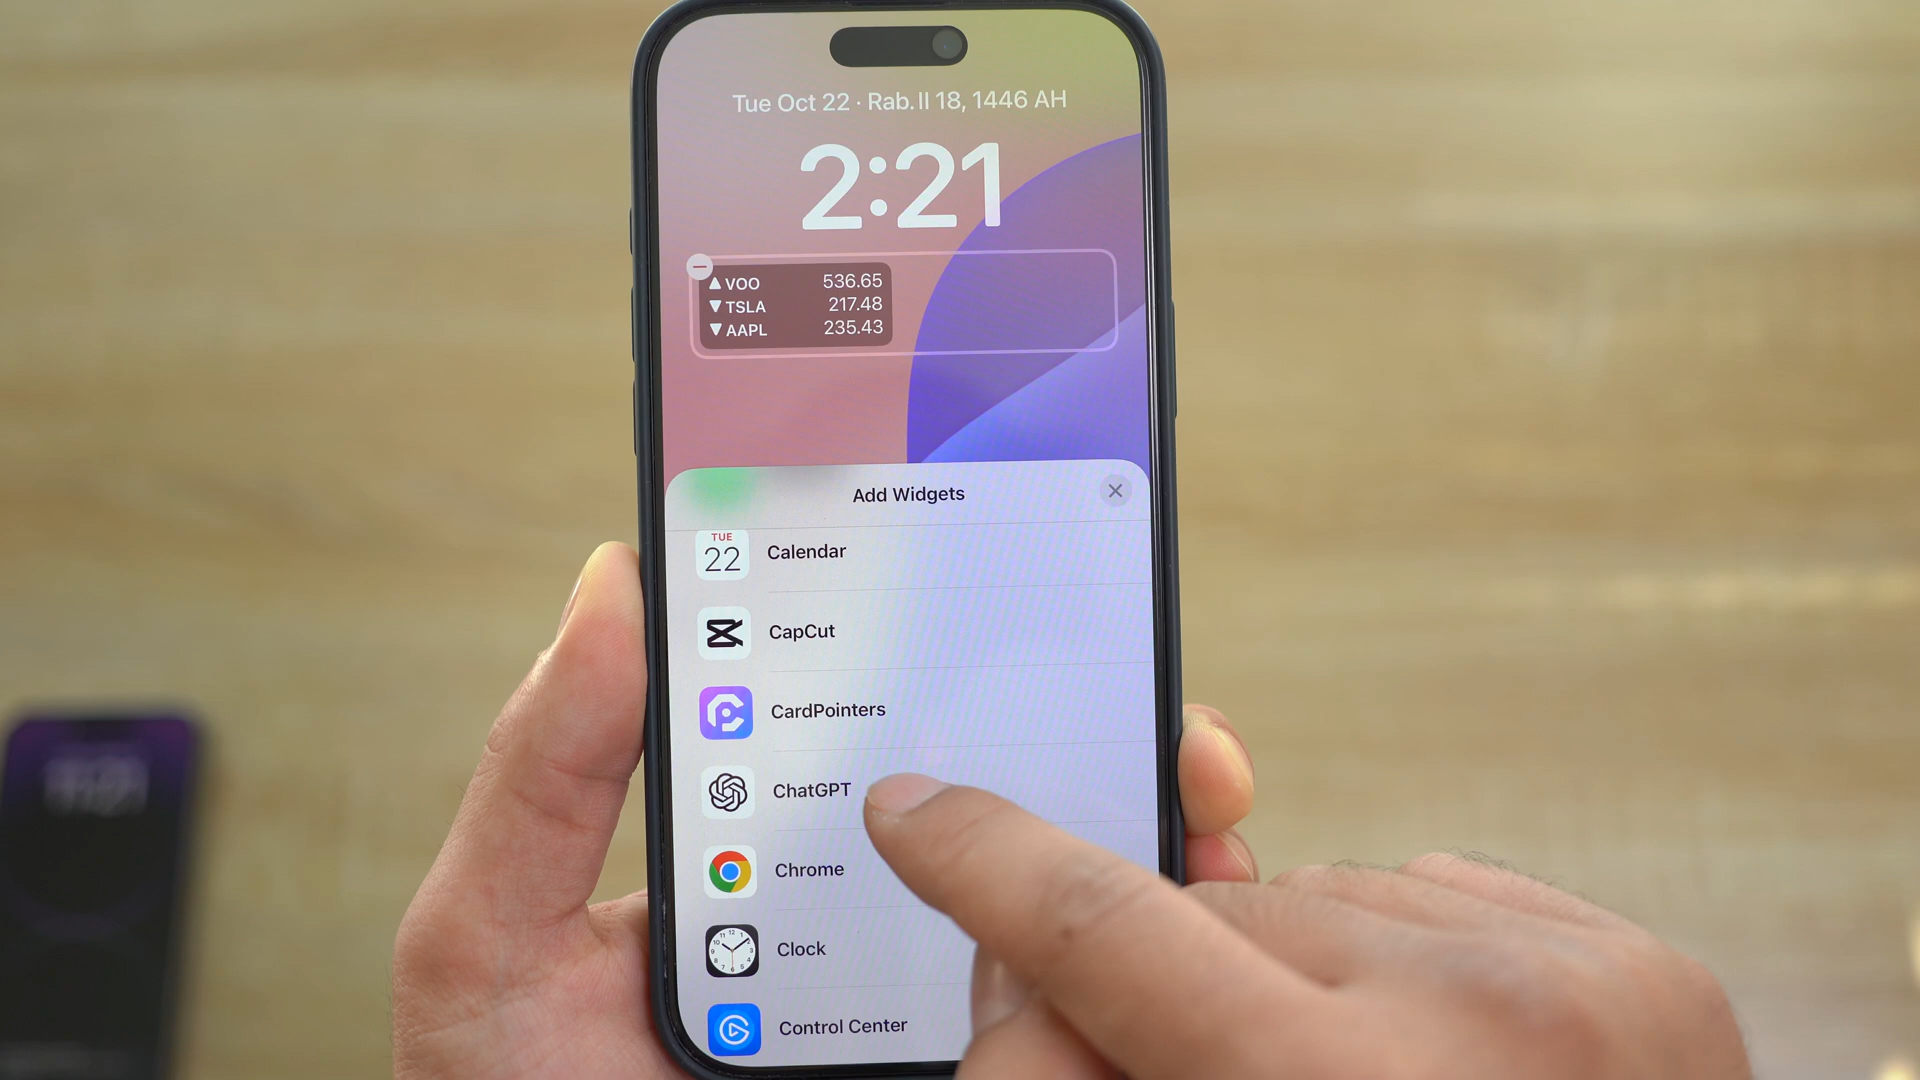 Tue Oct 22 · Rab. II 18, 1446 AH
2:21
▲ VOO 536.65
▼ TSLA 217.48
▼ AAPL 235.43
Add Widgets
TUE
22
Calendar
CapCut
CardPointers
ChatGPT
Chrome
Clock
Control Center